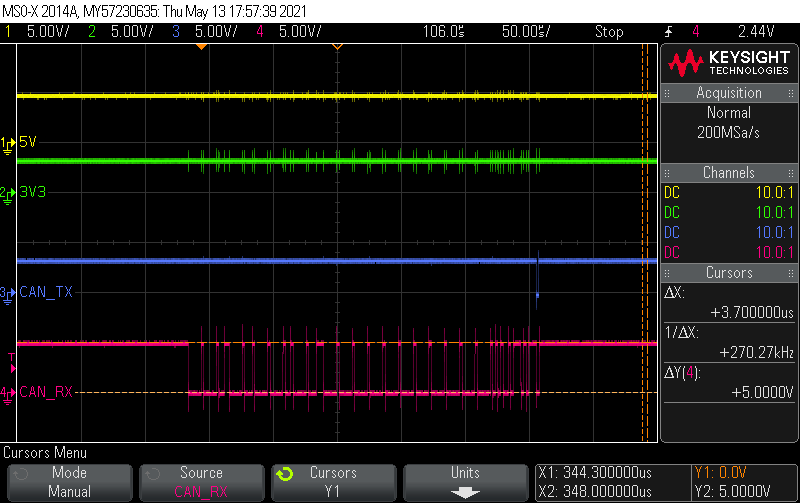 MSO-X 2014A, MY57230635: Thu May 13 17:57:39 2021
1 5.00V/ 2 5.00V/ 3 5.00V/ 4 5.00V/ 106.0s 50.00s/ Stop 4 2.44V
KEYSIGHT
TECHNOLOGIES
Acquisition
Normal
200MSa/s
Channels
DC 10.0:1
DC 10.0:1
DC 10.0:1
DC 10.0:1
Cursors
ΔX:
+3.700000us
1/ΔX:
+270.27kHz
ΔY(4):
+5.0000V
1 5V
2 3V3
3 CAN_TX
T
4 CAN_RX
Cursors Menu
Mode
Manual
Source
CAN_RX
Cursors
Y1
Units
X1: 344.300000us
X2: 348.000000us
Y1: 0.0V
Y2: 5.0000V